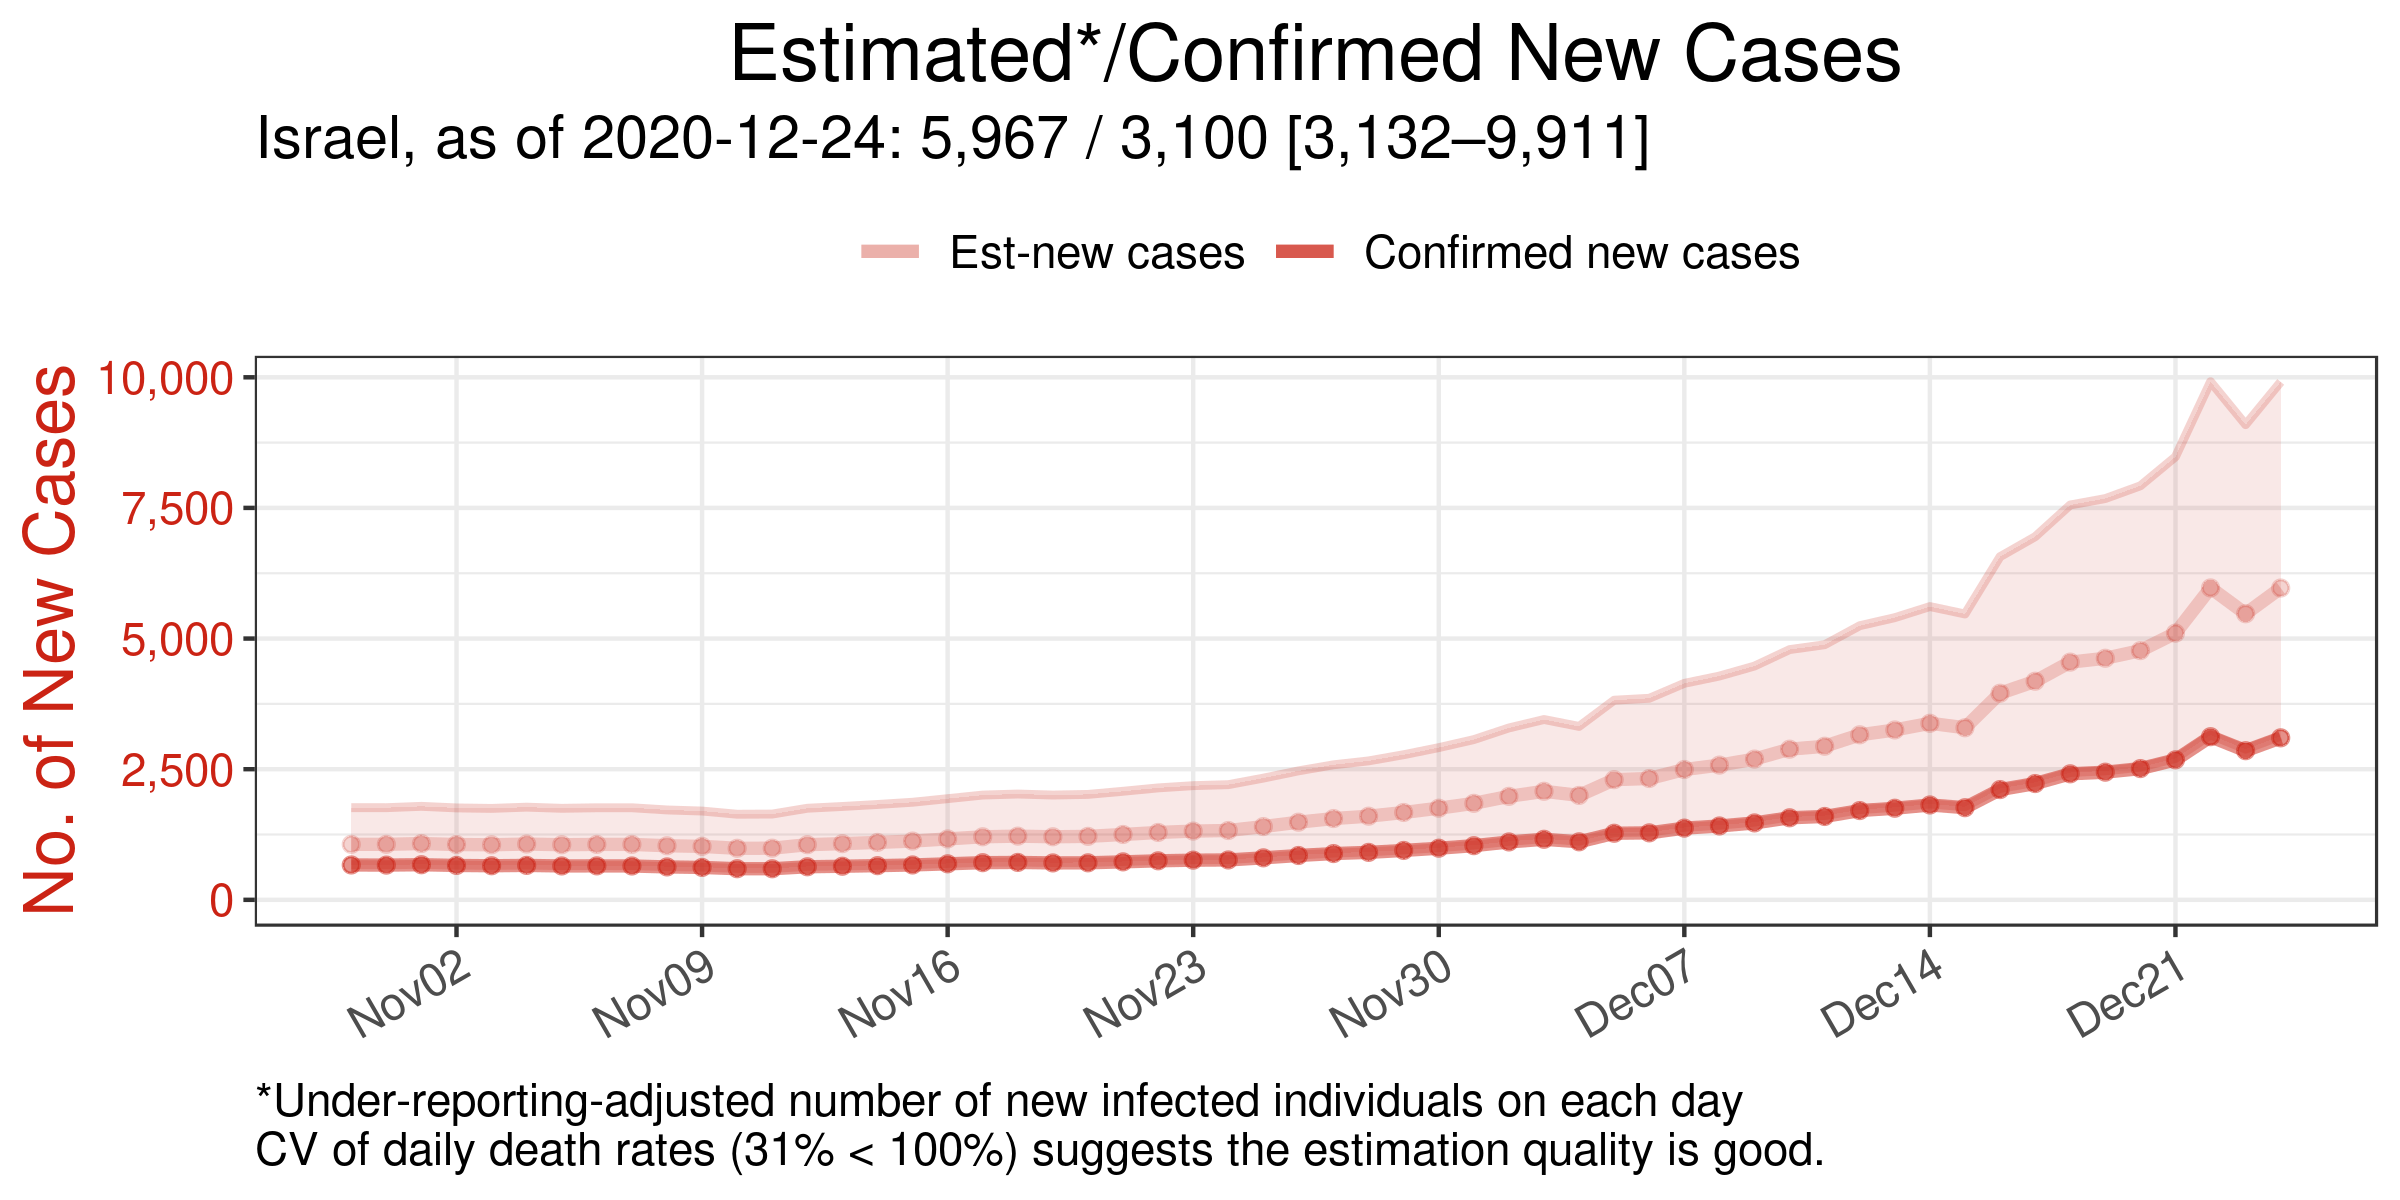 Estimated*/Confirmed New Cases
Israel, as of 2020-12-24: 5,967 / 3,100 [3,132–9,911]
Est-new cases
Confirmed new cases
No. of New Cases
10,000
7,500
5,000
2,500
0
Nov02
Nov09
Nov16
Nov23
Nov30
Dec07
Dec14
Dec21
*Under-reporting-adjusted number of new infected individuals on each day
CV of daily death rates (31% < 100%) suggests the estimation quality is good.